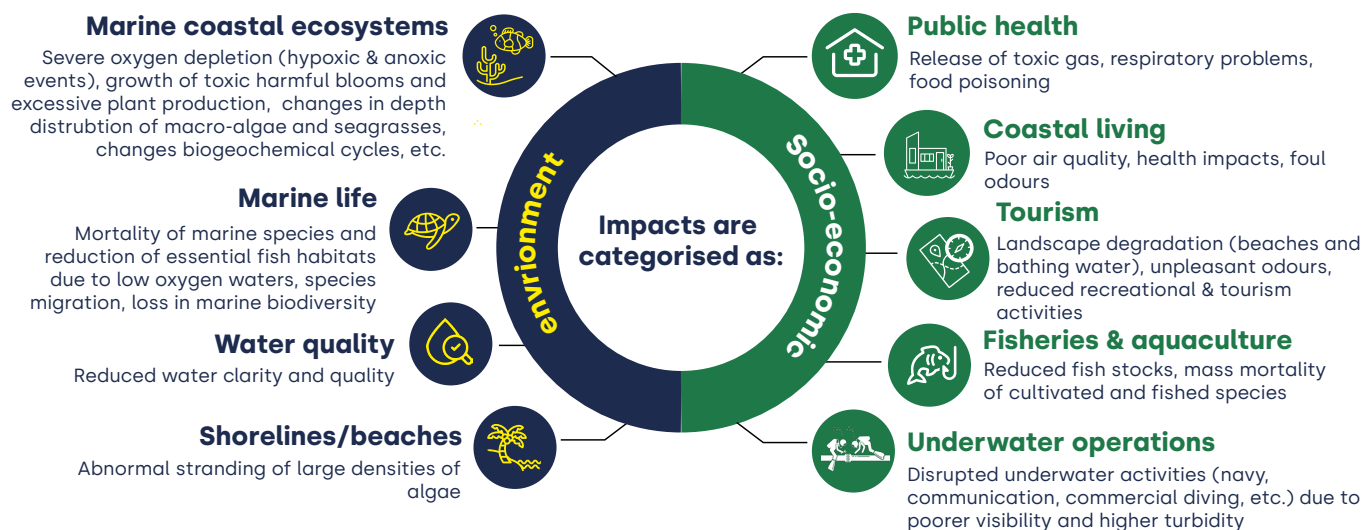 Marine coastal ecosystems
Severe oxygen depletion (hypoxic & anoxic
events), growth of toxic harmful blooms and
excessive plant production, changes in depth
distrubtion of macro-algae and seagrasses,
changes biogeochemical cycles, etc.
Marine life
Mortality of marine species and
reduction of essential fish habitats
due to low oxygen waters, species
migration, loss in marine biodiversity
Water quality
Reduced water clarity and quality
Shorelines/beaches
Abnormal stranding of large densities of
algae
envrionment
Impacts are
categorised as:
Socio-economic
Public health
Release of toxic gas, respiratory problems,
food poisoning
Coastal living
Poor air quality, health impacts, foul
odours
Tourism
Landscape degradation (beaches and
bathing water), unpleasant odours,
reduced recreational & tourism
activities
Fisheries & aquaculture
Reduced fish stocks, mass mortality
of cultivated and fished species
Underwater operations
Disrupted underwater activities (navy,
communication, commercial diving, etc.) due to
poorer visibility and higher turbidity